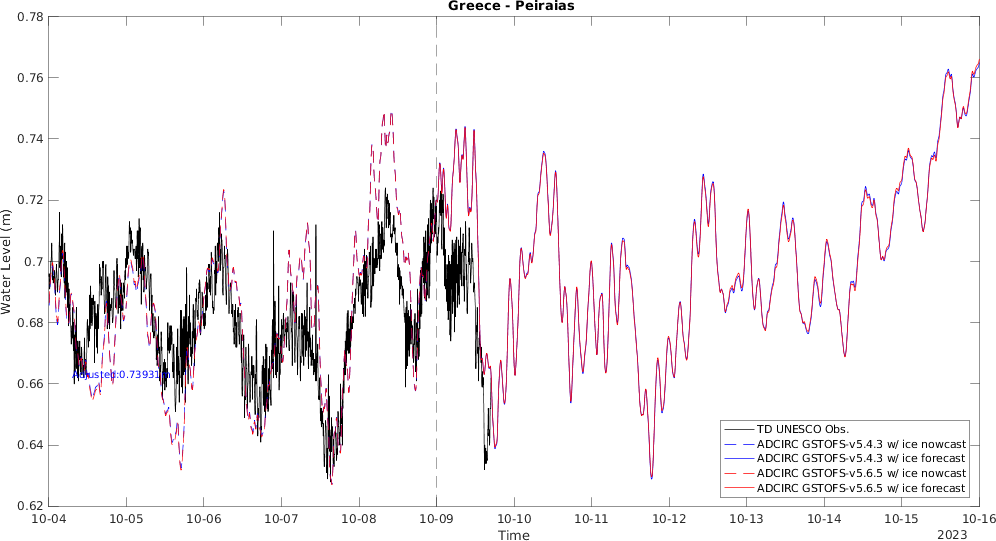 Greece - Peiraias
Water Level (m)
0.78
0.76
0.74
0.72
0.7
0.68
0.66
0.64
0.62
TD UNESCO Obs.
ADCIRC GSTOFS-v5.4.3 w/ ice nowcast
ADCIRC GSTOFS-v5.4.3 w/ ice forecast
ADCIRC GSTOFS-v5.6.5 w/ ice nowcast
ADCIRC GSTOFS-v5.6.5 w/ ice forecast
10-04 10-05 10-06 10-07 10-08 10-09 10-10 10-11 10-12 10-13 10-14 10-15 10-16
Time
2023